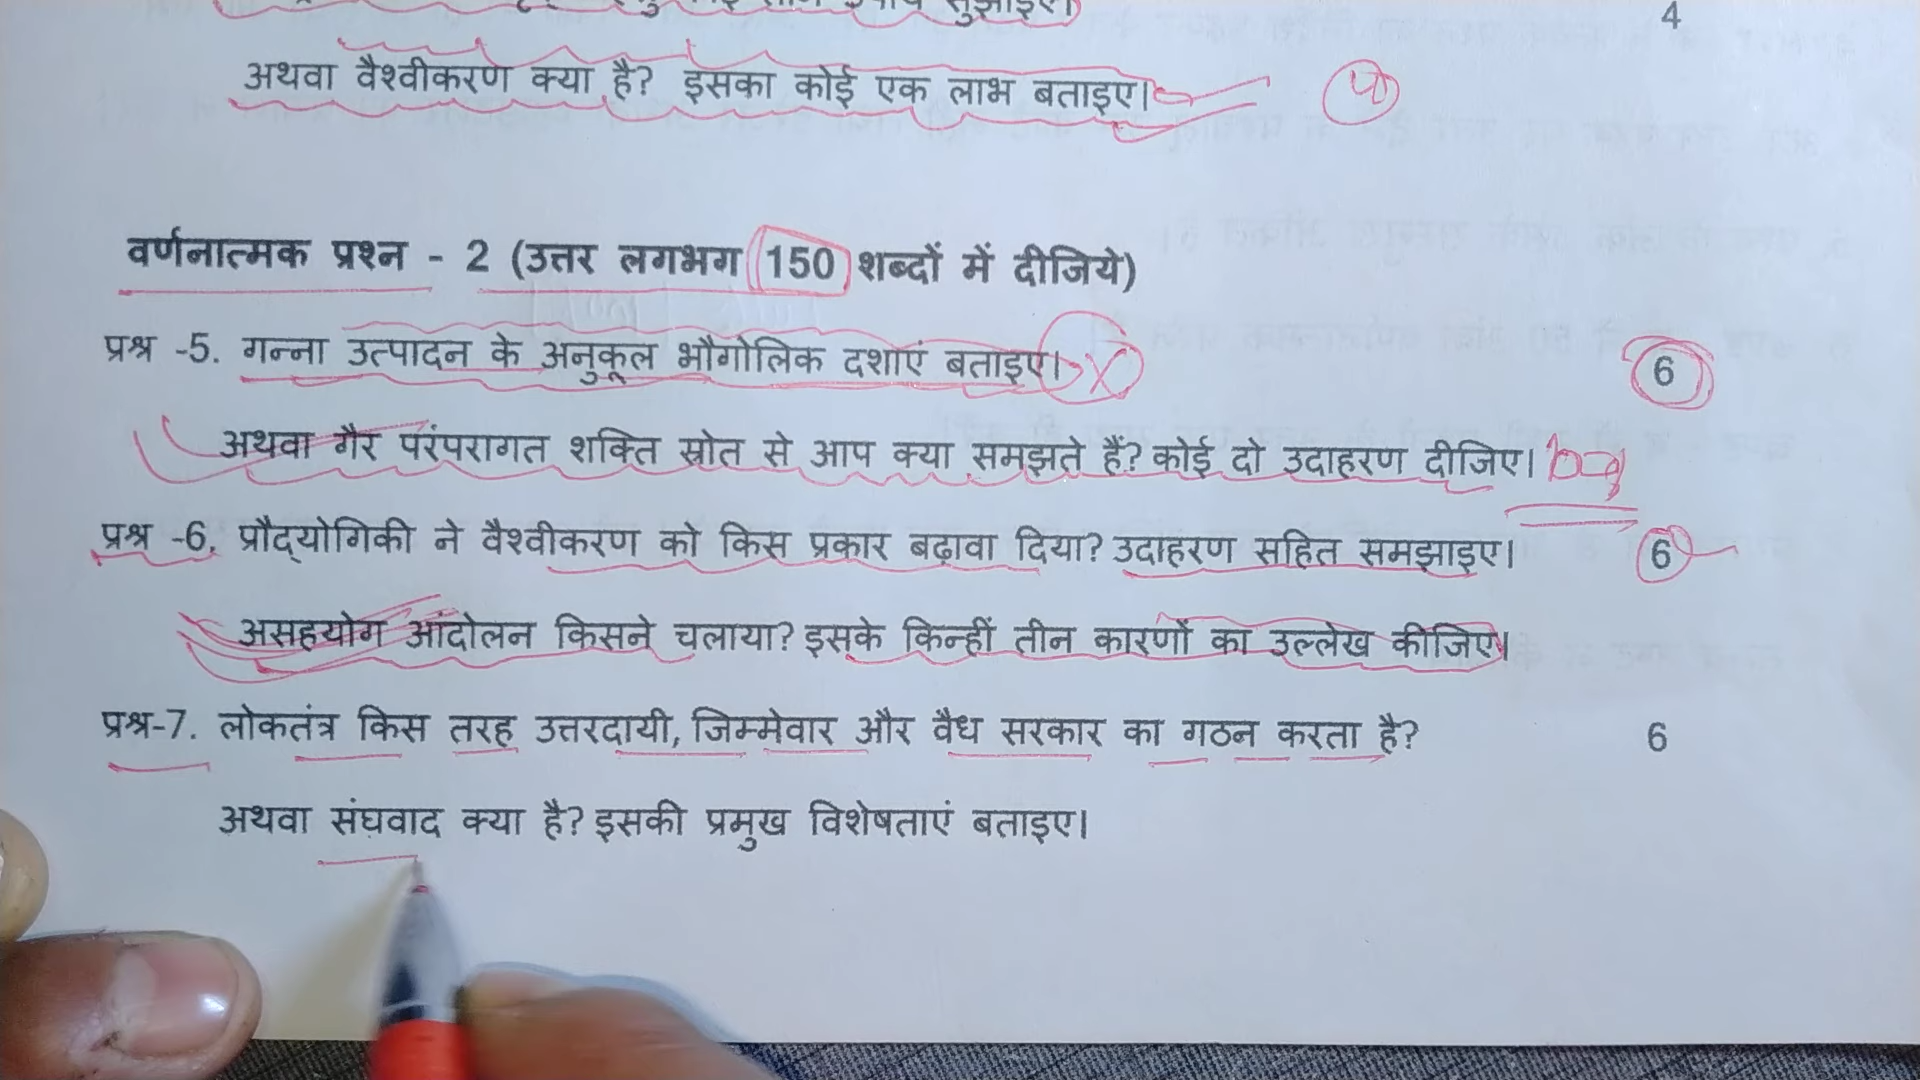 सुझाइए।
4
अथवा वैश्वीकरण क्या है? इसका कोई एक लाभ बताइए।
वर्णनात्मक प्रश्न - 2 (उत्तर लगभग 150 शब्दों में दीजिये)
प्रश्न -5. गन्ना उत्पादन के अनुकूल भौगोलिक दशाएं बताइए। 6
अथवा गैर परंपरागत शक्ति स्रोत से आप क्या समझते हैं? कोई दो उदाहरण दीजिए।
प्रश्न -6. प्रौद्योगिकी ने वैश्वीकरण को किस प्रकार बढ़ावा दिया? उदाहरण सहित समझाइए। 6
असहयोग आंदोलन किसने चलाया? इसके किन्हीं तीन कारणों का उल्लेख कीजिए।
प्रश्न-7. लोकतंत्र किस तरह उत्तरदायी, जिम्मेवार और वैध सरकार का गठन करता है? 6
अथवा संघवाद क्या है? इसकी प्रमुख विशेषताएं बताइए।